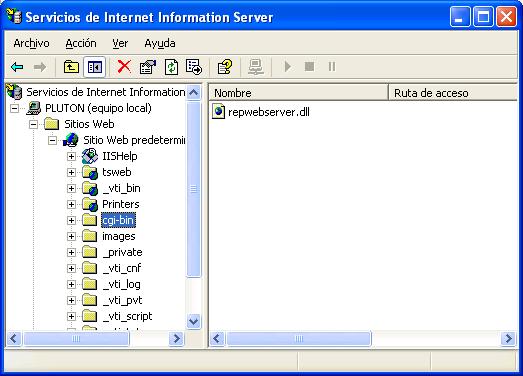 Servicios de Internet Information Server
Archivo Acción Ver Ayuda
Servicios de Internet Information
PLUTON (equipo local)
Sitios Web
Sitio Web predetermi
IISHelp
tsweb
_vti_bin
Printers
cgi-bin
images
_private
_vti_cnf
_vti_log
_vti_pvt
_vti_script
Nombre Ruta de acceso
repwebserver.dll